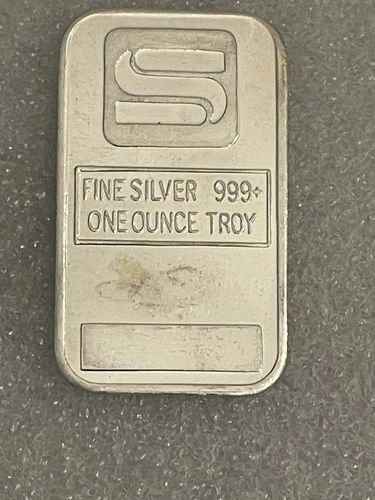 S
FINE SILVER 999+
ONE OUNCE TROY